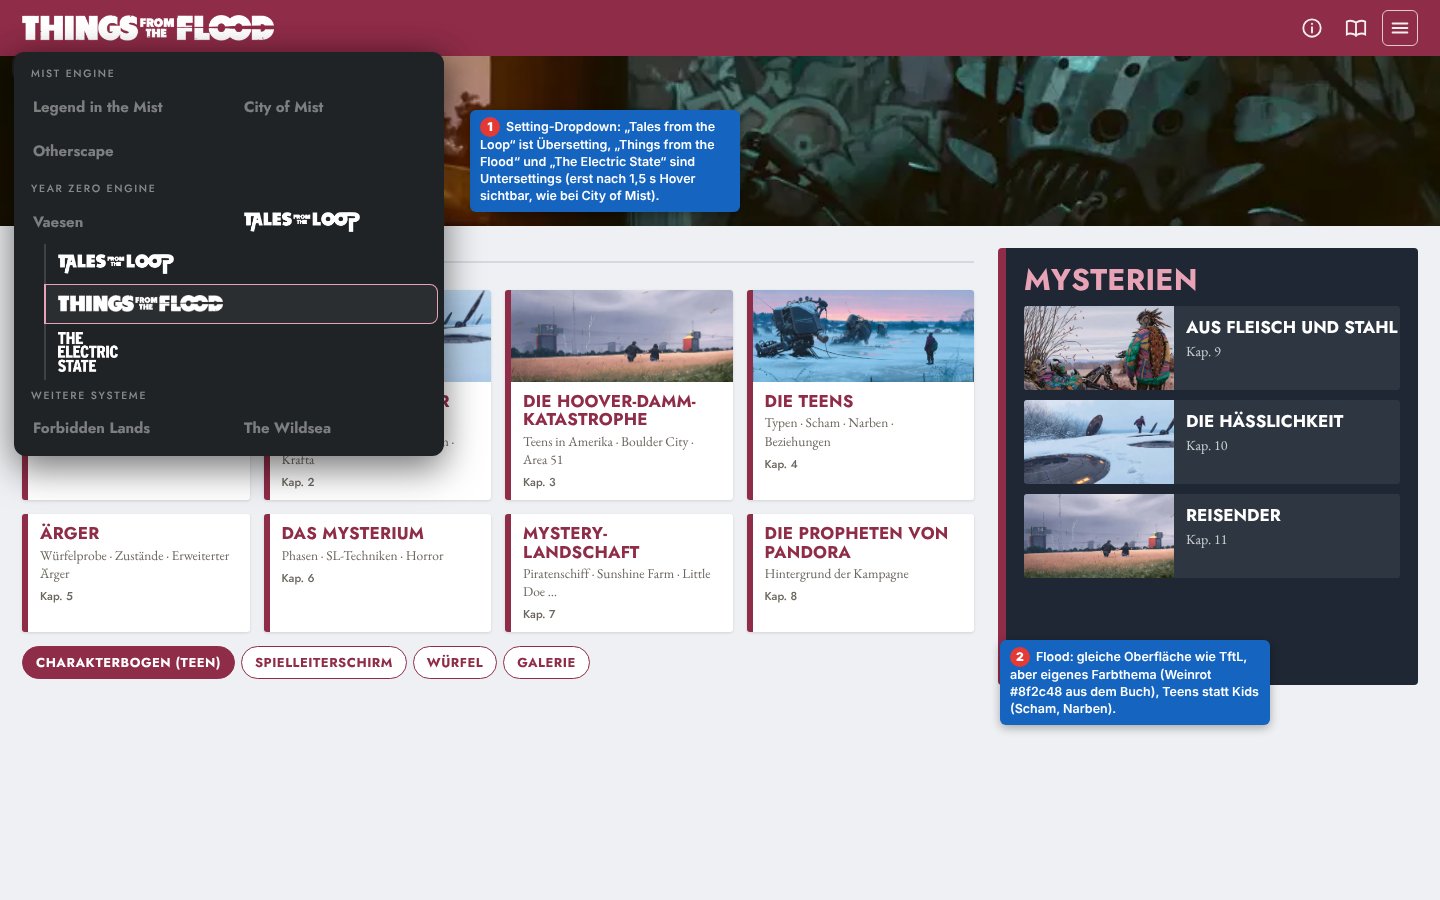 THINGS FROM THE FLOOD
MIST ENGINE
Legend in the Mist
City of Mist
Otherscape
YEAR ZERO ENGINE
Vaesen
TALES FROM THE LOOP
TALES FROM THE LOOP
THINGS FROM THE FLOOD
THE
ELECTRIC
STATE
WEITERE SYSTEME
Forbidden Lands
The Wildsea
1 Setting-Dropdown: „Tales from the
Loop“ ist Übersetting, „Things from the
Flood“ und „The Electric State“ sind
Untersettings (erst nach 1,5 s Hover
sichtbar, wie bei City of Mist).
Krafta
Kap. 2
DIE HOOVER-DAMM-
KATASTROPHE
Teens in Amerika · Boulder City ·
Area 51
Kap. 3
DIE TEENS
Typen · Scham · Narben ·
Beziehungen
Kap. 4
ÄRGER
Würfelprobe · Zustände · Erweiterter
Ärger
Kap. 5
DAS MYSTERIUM
Phasen · SL-Techniken · Horror
Kap. 6
MYSTERY-
LANDSCHAFT
Piratenschiff · Sunshine Farm · Little
Doe ...
Kap. 7
DIE PROPHETEN VON
PANDORA
Hintergrund der Kampagne
Kap. 8
CHARAKTERBOGEN (TEEN)
SPIELLEITERSCHIRM
WÜRFEL
GALERIE
MYSTERIEN
AUS FLEISCH UND STAHL
Kap. 9
DIE HÄSSLICHKEIT
Kap. 10
REISENDER
Kap. 11
2 Flood: gleiche Oberfläche wie TftL,
aber eigenes Farbthema (Weinrot
#8f2c48 aus dem Buch), Teens statt Kids
(Scham, Narben).